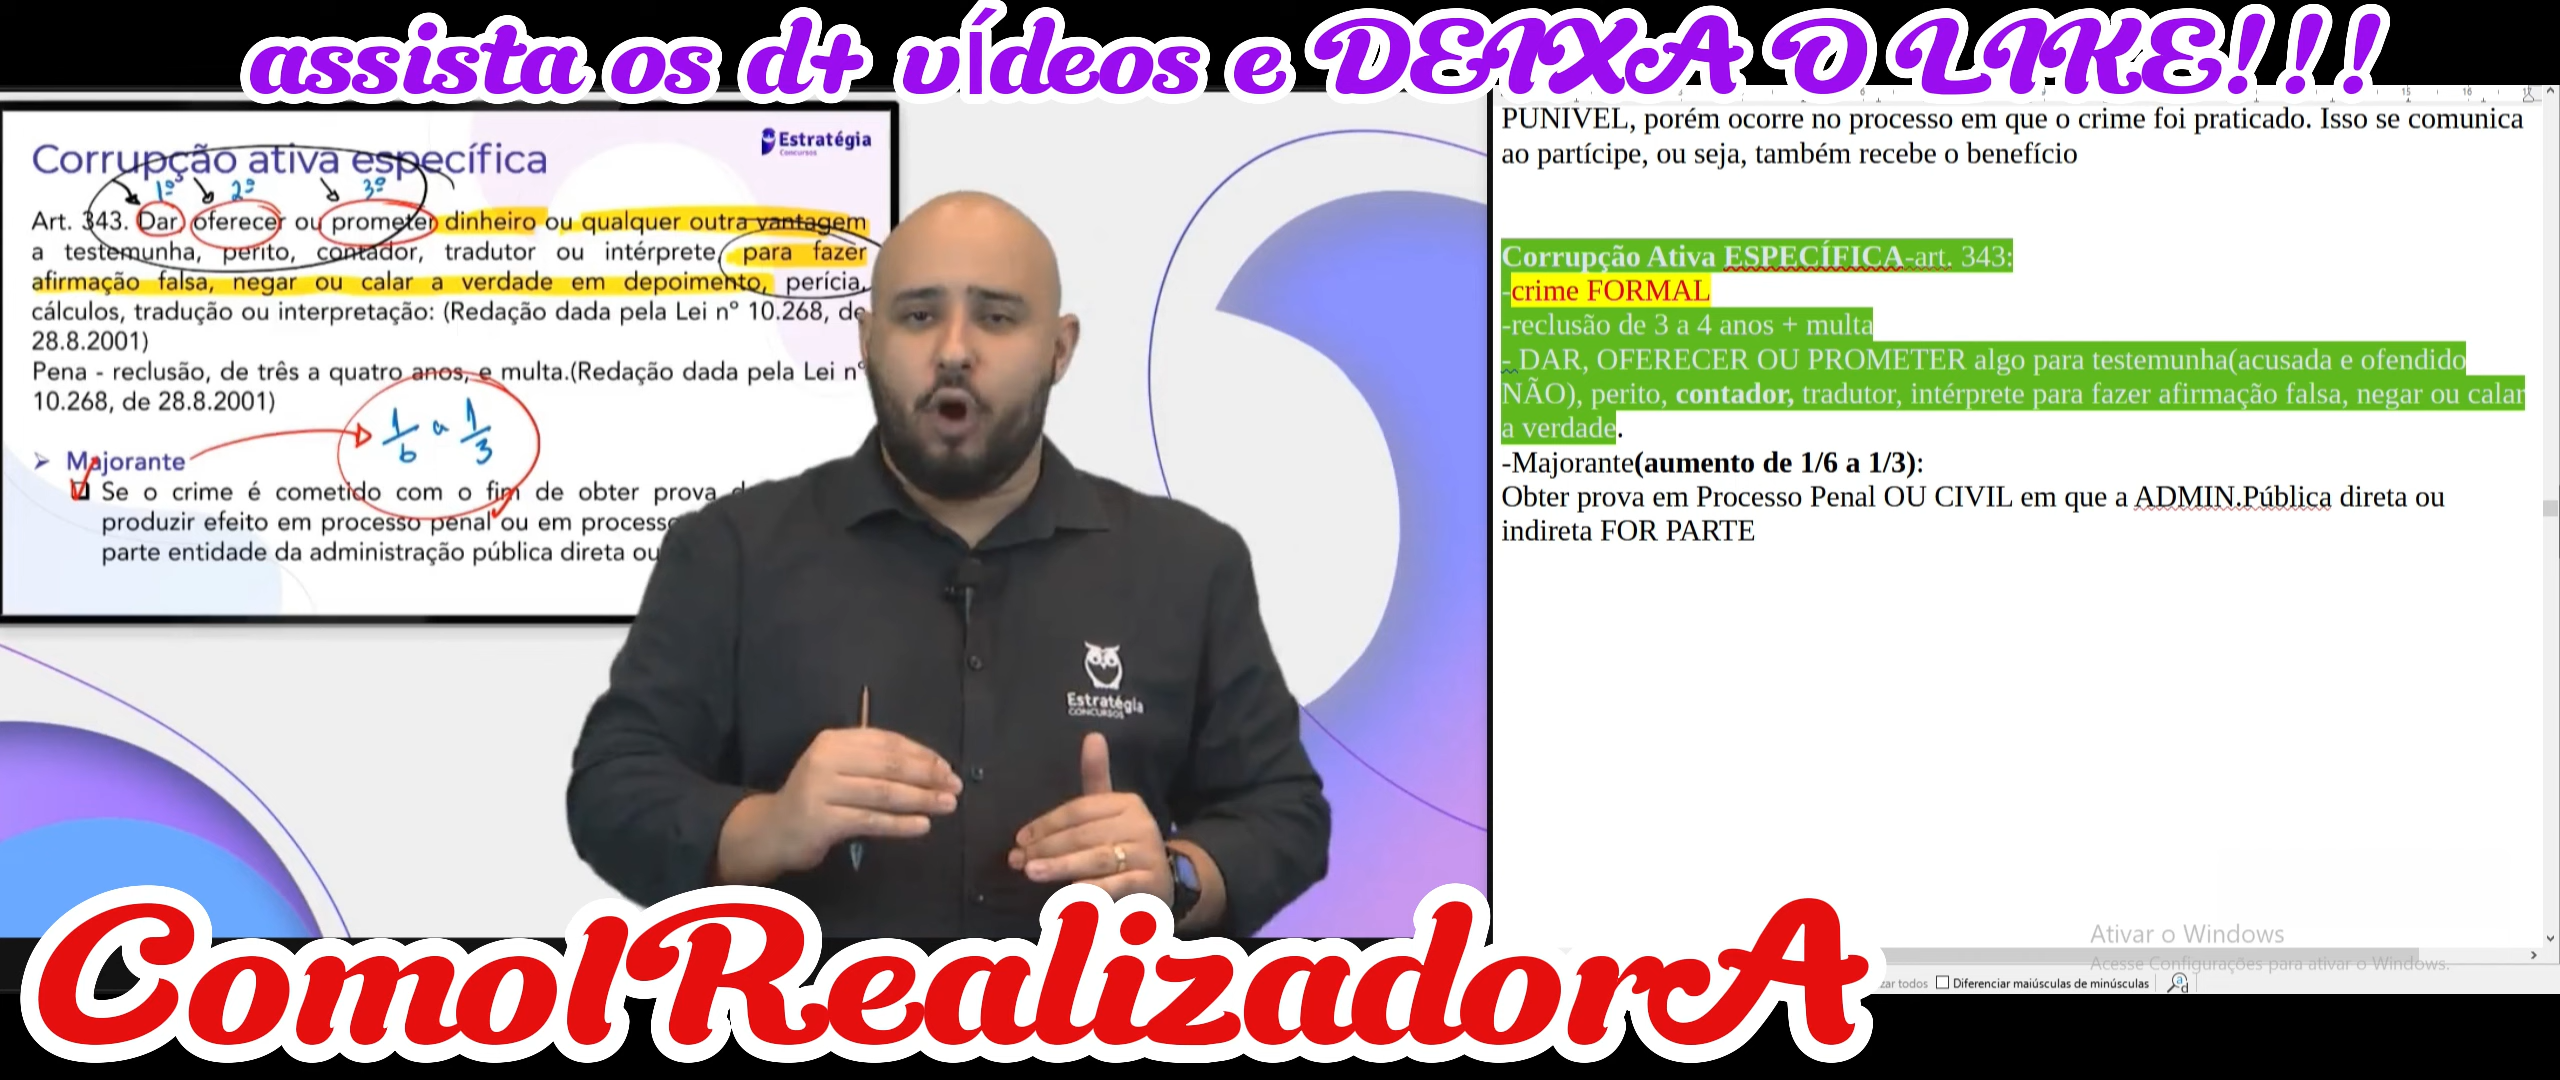 assista os d+ vídeos e DEIXA O LIKE!!!
Estratégia
Concursos
Corrupção ativa específica
1º 2º 3º
Art. 343. Dar, oferecer ou prometer dinheiro ou qualquer outra vantagem
a testemunha, perito, contador, tradutor ou intérprete, para fazer
afirmação falsa, negar ou calar a verdade em depoimento, perícia,
cálculos, tradução ou interpretação: (Redação dada pela Lei nº 10.268, de
28.8.2001)
Pena - reclusão, de três a quatro anos, e multa.(Redação dada pela Lei nº
10.268, de 28.8.2001)
1/6 a 1/3
Majorante
Se o crime é cometido com o fim de obter prova
produzir efeito em processo penal ou em processo
parte entidade da administração pública direta ou
Estratégia
CONCURSOS
PUNIVEL, porém ocorre no processo em que o crime foi praticado. Isso se comunica
ao partícipe, ou seja, também recebe o benefício
Corrupção Ativa ESPECÍFICA-art. 343:
-crime FORMAL
-reclusão de 3 a 4 anos + multa
- DAR, OFERECER OU PROMETER algo para testemunha(acusada e ofendido
NÃO), perito, contador, tradutor, intérprete para fazer afirmação falsa, negar ou calar
a verdade.
-Majorante(aumento de 1/6 a 1/3):
Obter prova em Processo Penal OU CIVIL em que a ADMIN.Pública direta ou
indireta FOR PARTE
Ativar o Windows
Acesse Configurações para ativar o Windows.
todos Diferenciar maiúsculas de minúsculas
ComoIRealizadorA